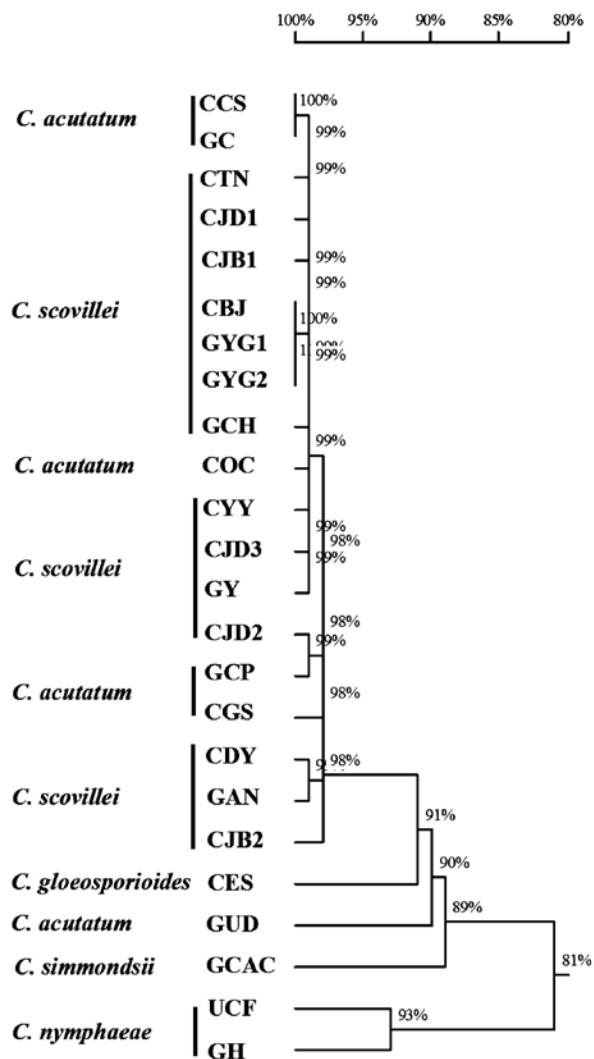 100% 95% 90% 85% 80%
C. acutatum
CCS
GC
100%
99%
C. scovillei
CTN
CJD1
CJB1
CBJ
GYG1
GYG2
GCH
99%
99%
99%
100%
99%
C. acutatum
COC
99%
C. scovillei
CYY
CJD3
GY
CJD2
99%
98%
99%
98%
99%
C. acutatum
GCP
CGS
98%
C. scovillei
CDY
GAN
CJB2
98%
C. gloeosporioides
CES
91%
C. acutatum
GUD
90%
C. simmondsii
GCAC
89%
81%
C. nymphaeae
UCF
GH
93%